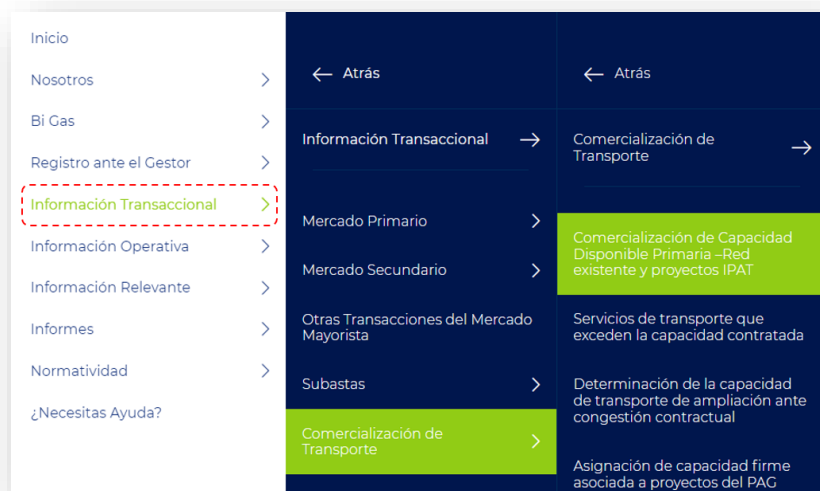 Inicio
Nosotros
Bi Gas
Registro ante el Gestor
Información Transaccional
Información Operativa
Información Relevante
Informes
Normatividad
¿Necesitas Ayuda?
Atrás
Información Transaccional
Mercado Primario
Mercado Secundario
Otras Transacciones del Mercado
Mayorista
Subastas
Comercialización de
Transporte
Atrás
Comercialización de
Transporte
Comercialización de Capacidad
Disponible Primaria –Red
existente y proyectos IPAT
Servicios de transporte que
exceden la capacidad contratada
Determinación de la capacidad
de transporte de ampliación ante
congestión contractual
Asignación de capacidad firme
asociada a proyectos del PAG